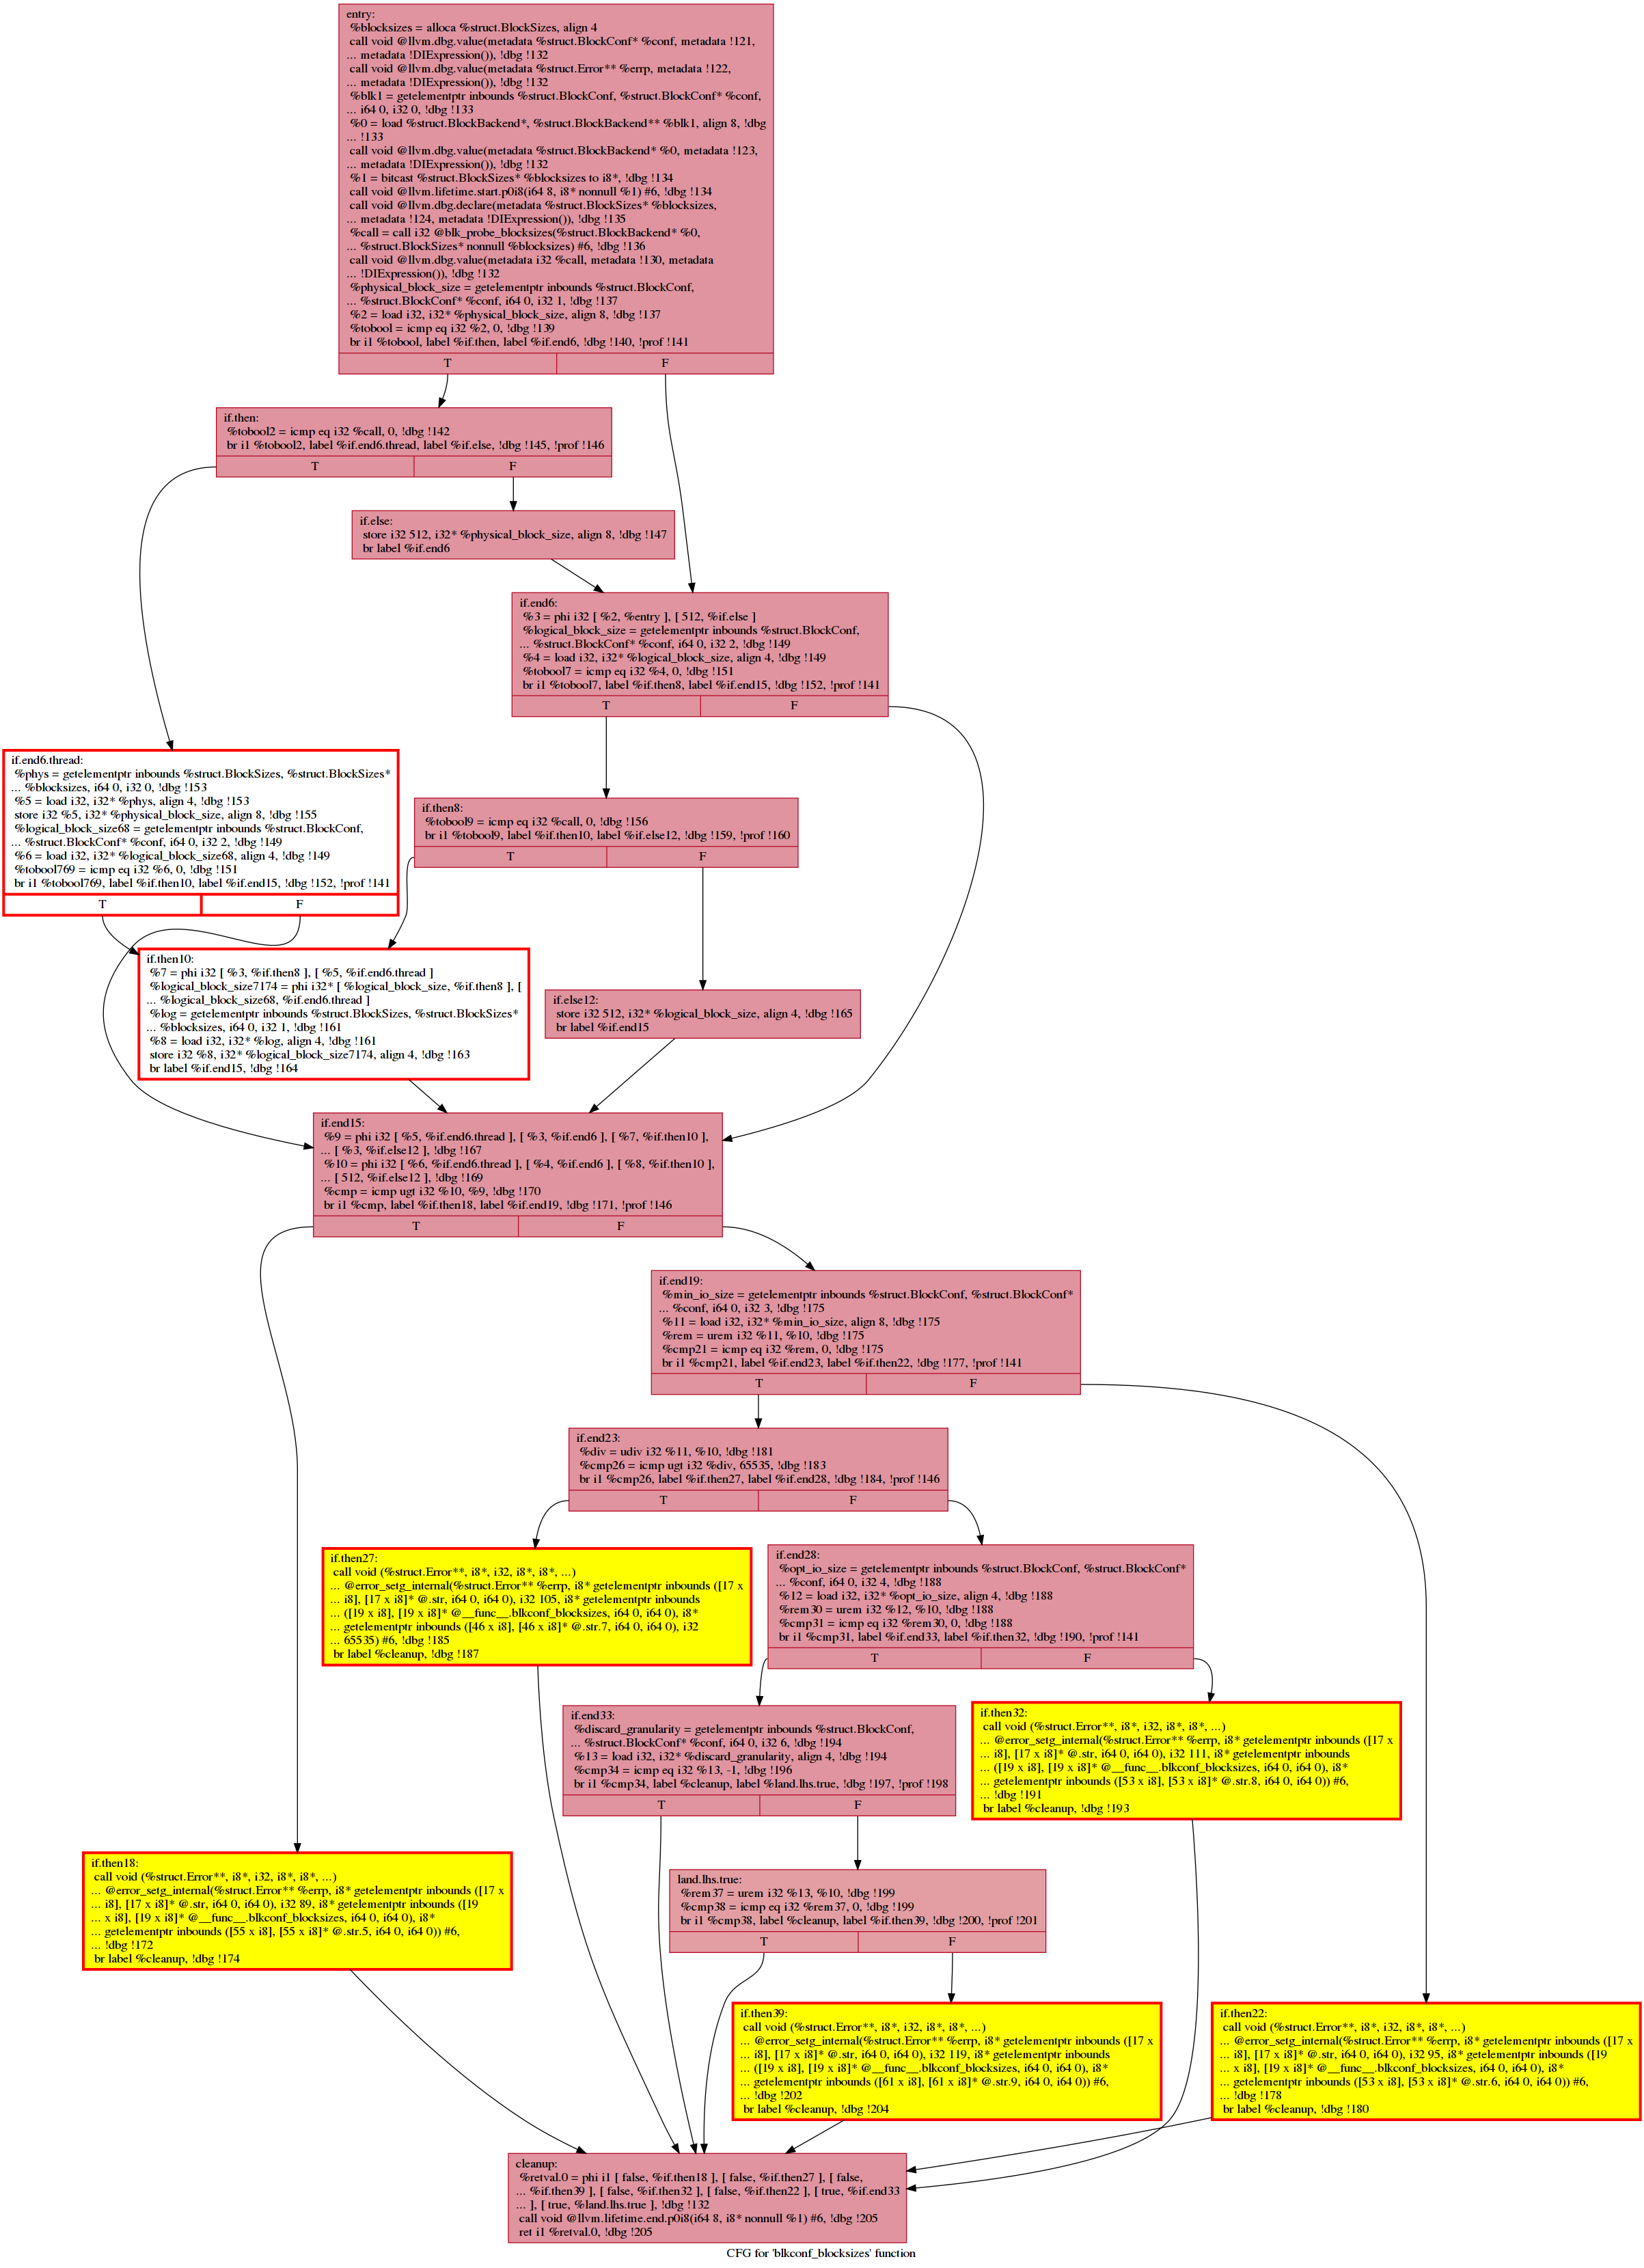 entry:
%blocksizes = alloca %struct.BlockSizes, align 4
call void @llvm.dbg.value(metadata %struct.BlockConf* %conf, metadata !121,
... metadata !DIExpression()), !dbg !132
call void @llvm.dbg.value(metadata %struct.Error** %errp, metadata !122,
... metadata !DIExpression()), !dbg !132
%blk1 = getelementptr inbounds %struct.BlockConf, %struct.BlockConf* %conf,
... i64 0, i32 0, !dbg !133
%0 = load %struct.BlockBackend*, %struct.BlockBackend** %blk1, align 8, !dbg
... !133
call void @llvm.dbg.value(metadata %struct.BlockBackend* %0, metadata !123,
... metadata !DIExpression()), !dbg !132
%1 = bitcast %struct.BlockSizes* %blocksizes to i8*, !dbg !134
call void @llvm.lifetime.start.p0i8(i64 8, i8* nonnull %1) #6, !dbg !134
call void @llvm.dbg.declare(metadata %struct.BlockSizes* %blocksizes,
... metadata !124, metadata !DIExpression()), !dbg !135
%call = call i32 @blk_probe_blocksizes(%struct.BlockBackend* %0,
... %struct.BlockSizes* nonnull %blocksizes) #6, !dbg !136
call void @llvm.dbg.value(metadata i32 %call, metadata !130, metadata
... !DIExpression()), !dbg !132
%physical_block_size = getelementptr inbounds %struct.BlockConf,
... %struct.BlockConf* %conf, i64 0, i32 1, !dbg !137
%2 = load i32, i32* %physical_block_size, align 8, !dbg !137
%tobool = icmp eq i32 %2, 0, !dbg !139
br i1 %tobool, label %if.then, label %if.end6, !dbg !140, !prof !141
T F
if.then:
%tobool2 = icmp eq i32 %call, 0, !dbg !142
br i1 %tobool2, label %if.end6.thread, label %if.else, !dbg !145, !prof !146
T F
if.else:
store i32 512, i32* %physical_block_size, align 8, !dbg !147
br label %if.end6
if.end6:
%3 = phi i32 [ %2, %entry ], [ 512, %if.else ]
%logical_block_size = getelementptr inbounds %struct.BlockConf,
... %struct.BlockConf* %conf, i64 0, i32 2, !dbg !149
%4 = load i32, i32* %logical_block_size, align 4, !dbg !149
%tobool7 = icmp eq i32 %4, 0, !dbg !151
br i1 %tobool7, label %if.then8, label %if.end15, !dbg !152, !prof !141
T F
if.end6.thread:
%phys = getelementptr inbounds %struct.BlockSizes, %struct.BlockSizes*
... %blocksizes, i64 0, i32 0, !dbg !153
%5 = load i32, i32* %phys, align 4, !dbg !153
store i32 %5, i32* %physical_block_size, align 8, !dbg !155
%logical_block_size68 = getelementptr inbounds %struct.BlockConf,
... %struct.BlockConf* %conf, i64 0, i32 2, !dbg !149
%6 = load i32, i32* %logical_block_size68, align 4, !dbg !149
%tobool769 = icmp eq i32 %6, 0, !dbg !151
br i1 %tobool769, label %if.then10, label %if.end15, !dbg !152, !prof !141
T F
if.then8:
%tobool9 = icmp eq i32 %call, 0, !dbg !156
br i1 %tobool9, label %if.then10, label %if.else12, !dbg !159, !prof !160
T F
if.then10:
%7 = phi i32 [ %3, %if.then8 ], [ %5, %if.end6.thread ]
%logical_block_size7174 = phi i32* [ %logical_block_size, %if.then8 ], [
... %logical_block_size68, %if.end6.thread ]
%log = getelementptr inbounds %struct.BlockSizes, %struct.BlockSizes*
... %blocksizes, i64 0, i32 1, !dbg !161
%8 = load i32, i32* %log, align 4, !dbg !161
store i32 %8, i32* %logical_block_size7174, align 4, !dbg !163
br label %if.end15, !dbg !164
if.else12:
store i32 512, i32* %logical_block_size, align 4, !dbg !165
br label %if.end15
if.end15:
%9 = phi i32 [ %5, %if.end6.thread ], [ %3, %if.end6 ], [ %7, %if.then10 ],
... [ %3, %if.else12 ], !dbg !167
%10 = phi i32 [ %6, %if.end6.thread ], [ %4, %if.end6 ], [ %8, %if.then10 ],
... [ 512, %if.else12 ], !dbg !169
%cmp = icmp ugt i32 %10, %9, !dbg !170
br i1 %cmp, label %if.then18, label %if.end19, !dbg !171, !prof !146
T F
if.end19:
%min_io_size = getelementptr inbounds %struct.BlockConf, %struct.BlockConf*
... %conf, i64 0, i32 3, !dbg !175
%11 = load i32, i32* %min_io_size, align 8, !dbg !175
%rem = urem i32 %11, %10, !dbg !175
%cmp21 = icmp eq i32 %rem, 0, !dbg !175
br i1 %cmp21, label %if.end23, label %if.then22, !dbg !177, !prof !141
T F
if.end23:
%div = udiv i32 %11, %10, !dbg !181
%cmp26 = icmp ugt i32 %div, 65535, !dbg !183
br i1 %cmp26, label %if.then27, label %if.end28, !dbg !184, !prof !146
T F
if.then27:
call void (%struct.Error**, i8*, i32, i8*, i8*, ...)
... @error_setg_internal(%struct.Error** %errp, i8* getelementptr inbounds ([17 x
... i8], [17 x i8]* @.str, i64 0, i64 0), i32 105, i8* getelementptr inbounds
... ([19 x i8], [19 x i8]* @__func__.blkconf_blocksizes, i64 0, i64 0), i8*
... getelementptr inbounds ([46 x i8], [46 x i8]* @.str.7, i64 0, i64 0), i32
... 65535) #6, !dbg !185
br label %cleanup, !dbg !187
if.end28:
%opt_io_size = getelementptr inbounds %struct.BlockConf, %struct.BlockConf*
... %conf, i64 0, i32 4, !dbg !188
%12 = load i32, i32* %opt_io_size, align 4, !dbg !188
%rem30 = urem i32 %12, %10, !dbg !188
%cmp31 = icmp eq i32 %rem30, 0, !dbg !188
br i1 %cmp31, label %if.end33, label %if.then32, !dbg !190, !prof !141
T F
if.end33:
%discard_granularity = getelementptr inbounds %struct.BlockConf,
... %struct.BlockConf* %conf, i64 0, i32 6, !dbg !194
%13 = load i32, i32* %discard_granularity, align 4, !dbg !194
%cmp34 = icmp eq i32 %13, -1, !dbg !196
br i1 %cmp34, label %cleanup, label %land.lhs.true, !dbg !197, !prof !198
T F
if.then32:
call void (%struct.Error**, i8*, i32, i8*, i8*, ...)
... @error_setg_internal(%struct.Error** %errp, i8* getelementptr inbounds ([17 x
... i8], [17 x i8]* @.str, i64 0, i64 0), i32 111, i8* getelementptr inbounds
... ([19 x i8], [19 x i8]* @__func__.blkconf_blocksizes, i64 0, i64 0), i8*
... getelementptr inbounds ([53 x i8], [53 x i8]* @.str.8, i64 0, i64 0)) #6,
... !dbg !191
br label %cleanup, !dbg !193
if.then18:
call void (%struct.Error**, i8*, i32, i8*, i8*, ...)
... @error_setg_internal(%struct.Error** %errp, i8* getelementptr inbounds ([17 x
... i8], [17 x i8]* @.str, i64 0, i64 0), i32 89, i8* getelementptr inbounds ([19
... x i8], [19 x i8]* @__func__.blkconf_blocksizes, i64 0, i64 0), i8*
... getelementptr inbounds ([55 x i8], [55 x i8]* @.str.5, i64 0, i64 0)) #6,
... !dbg !172
br label %cleanup, !dbg !174
land.lhs.true:
%rem37 = urem i32 %13, %10, !dbg !199
%cmp38 = icmp eq i32 %rem37, 0, !dbg !199
br i1 %cmp38, label %cleanup, label %if.then39, !dbg !200, !prof !201
T F
if.then39:
call void (%struct.Error**, i8*, i32, i8*, i8*, ...)
... @error_setg_internal(%struct.Error** %errp, i8* getelementptr inbounds ([17 x
... i8], [17 x i8]* @.str, i64 0, i64 0), i32 119, i8* getelementptr inbounds
... ([19 x i8], [19 x i8]* @__func__.blkconf_blocksizes, i64 0, i64 0), i8*
... getelementptr inbounds ([61 x i8], [61 x i8]* @.str.9, i64 0, i64 0)) #6,
... !dbg !202
br label %cleanup, !dbg !204
if.then22:
call void (%struct.Error**, i8*, i32, i8*, i8*, ...)
... @error_setg_internal(%struct.Error** %errp, i8* getelementptr inbounds ([17 x
... i8], [17 x i8]* @.str, i64 0, i64 0), i32 95, i8* getelementptr inbounds ([19
... x i8], [19 x i8]* @__func__.blkconf_blocksizes, i64 0, i64 0), i8*
... getelementptr inbounds ([53 x i8], [53 x i8]* @.str.6, i64 0, i64 0)) #6,
... !dbg !178
br label %cleanup, !dbg !180
cleanup:
%retval.0 = phi i1 [ false, %if.then18 ], [ false, %if.then27 ], [ false,
... %if.then39 ], [ false, %if.then32 ], [ false, %if.then22 ], [ true, %if.end33
... ], [ true, %land.lhs.true ], !dbg !132
call void @llvm.lifetime.end.p0i8(i64 8, i8* nonnull %1) #6, !dbg !205
ret i1 %retval.0, !dbg !205
CFG for 'blkconf_blocksizes' function